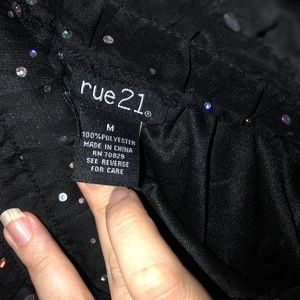 rue21®
M
100%POLYESTER
MADE IN CHINA
RN 70829
SEE REVERSE
FOR CARE